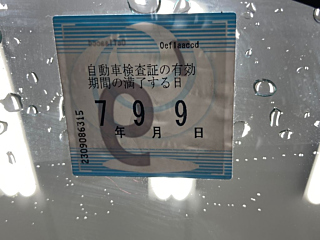 自動車検査証の有効
期間の満了する日
7 9 9
年 月 日
9
2309086315